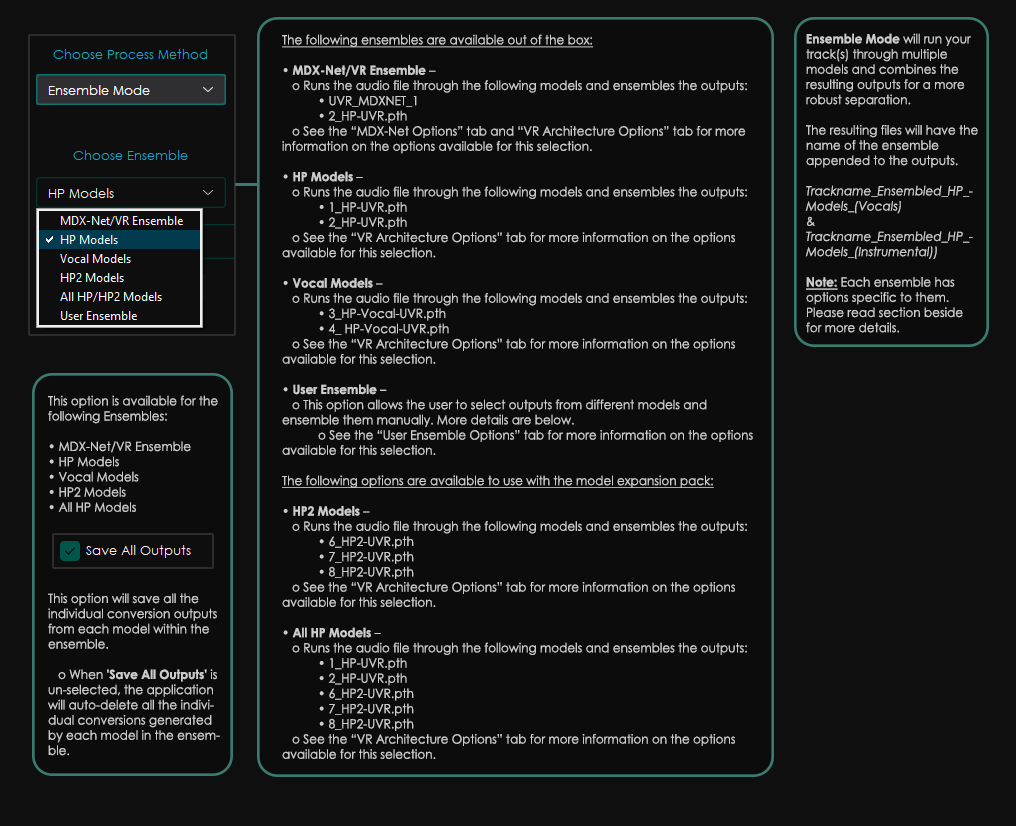 Choose Process Method
Ensemble Mode
Choose Ensemble
HP Models
MDX-Net/VR Ensemble
HP Models
Vocal Models
HP2 Models
All HP/HP2 Models
User Ensemble
This option is available for the
following Ensembles:
• MDX-Net/VR Ensemble
• HP Models
• Vocal Models
• HP2 Models
• All HP Models
Save All Outputs
This option will save all the
individual conversion outputs
from each model within the
ensemble.
o When 'Save All Outputs' is
un-selected, the application
will auto-delete all the indivi-
dual conversions generated
by each model in the ensem-
ble.
The following ensembles are available out of the box:
• MDX-Net/VR Ensemble –
o Runs the audio file through the following models and ensembles the outputs:
• UVR_MDXNET_1
• 2_HP-UVR.pth
o See the “MDX-Net Options” tab and “VR Architecture Options” tab for more
information on the options available for this selection.
• HP Models –
o Runs the audio file through the following models and ensembles the outputs:
• 1_HP-UVR.pth
• 2_HP-UVR.pth
o See the “VR Architecture Options” tab for more information on the options
available for this selection.
• Vocal Models –
o Runs the audio file through the following models and ensembles the outputs:
• 3_HP-Vocal-UVR.pth
• 4_ HP-Vocal-UVR.pth
o See the “VR Architecture Options” tab for more information on the options
available for this selection.
• User Ensemble –
o This option allows the user to select outputs from different models and
ensemble them manually. More details are below.
o See the “User Ensemble Options” tab for more information on the options
available for this selection.
The following options are available to use with the model expansion pack:
• HP2 Models –
o Runs the audio file through the following models and ensembles the outputs:
• 6_HP2-UVR.pth
• 7_HP2-UVR.pth
• 8_HP2-UVR.pth
o See the “VR Architecture Options” tab for more information on the options
available for this selection.
• All HP Models –
o Runs the audio file through the following models and ensembles the outputs:
• 1_HP-UVR.pth
• 2_HP-UVR.pth
• 6_HP2-UVR.pth
• 7_HP2-UVR.pth
• 8_HP2-UVR.pth
o See the “VR Architecture Options” tab for more information on the options
available for this selection.
Ensemble Mode will run your
track(s) through multiple
models and combines the
resulting outputs for a more
robust separation.
The resulting files will have the
name of the ensemble
appended to the outputs.
Trackname_Ensembled_HP_-
Models_(Vocals)
&
Trackname_Ensembled_HP_-
Models_(Instrumental))
Note: Each ensemble has
options specific to them.
Please read section beside
for more details.